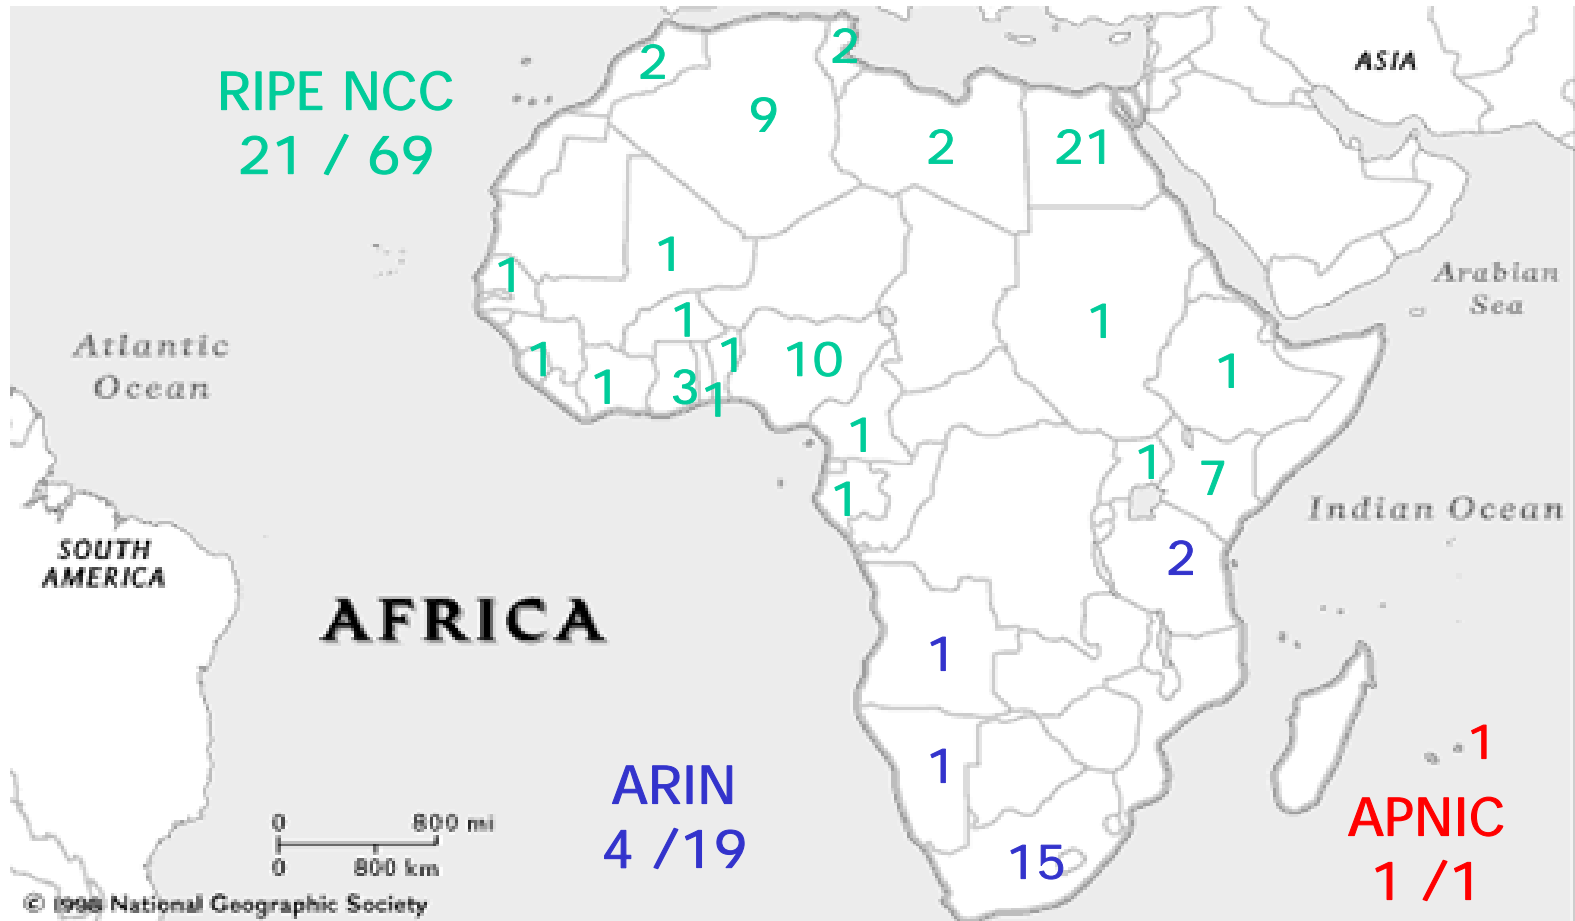 2
2
ASIA
RIPE NCC
21 / 69
9
2
21
1
1
Arabian
Sea
1
1
Atlantic
Ocean
1
1
1
3
1
10
1
1
1
1
7
Indian Ocean
SOUTH
AMERICA
2
AFRICA
1
1
1
ARIN
4 /19
APNIC
1 /1
0 800 mi
0 800 km
15
© 1998 National Geographic Society